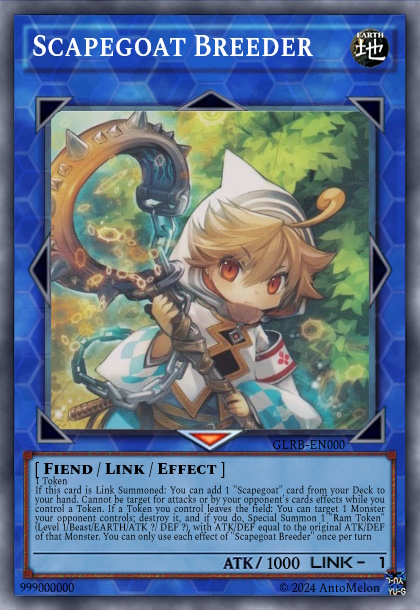 SCAPEGOAT BREEDER
EARTH
地
GLRB-EN000
[ FIEND / LINK / EFFECT ]
1 Token
If this card is Link Summoned: You can add 1 "Scapegoat" card from your Deck to
your hand. Cannot be target for attacks or by your opponent's cards effects while you
control a Token. If a Token you control leaves the field: You can target 1 Monster
your opponent controls; destroy it, and if you do, Special Summon 1 "Ram Token"
(Level 1/Beast/EARTH/ATK ?/ DEF ?), with ATK/DEF equal to the original ATK/DEF
of that Monster. You can only use each effect of "Scapegoat Breeder" once per turn
ATK/ 1000 LINK- 1
999000000
© 2024 AntoMelon